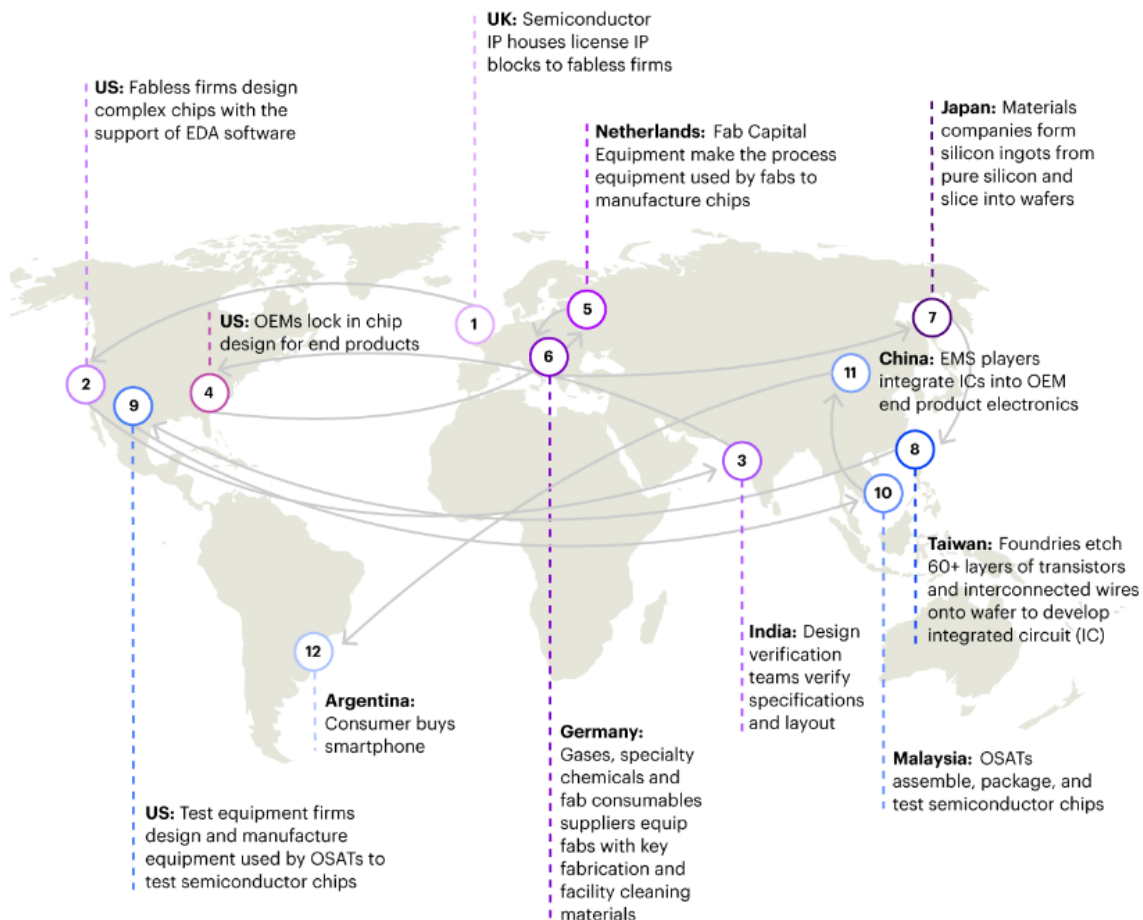 UK: Semiconductor
IP houses license IP
blocks to fabless firms
US: Fabless firms design
complex chips with the
support of EDA software
Netherlands: Fab Capital
Equipment make the process
equipment used by fabs to
manufacture chips
Japan: Materials
companies form
silicon ingots from
pure silicon and
slice into wafers
US: OEMs lock in chip
design for end products
1
5
7
2
9
4
6
11
China: EMS players
integrate ICs into OEM
end product electronics
3
8
10
Taiwan: Foundries etch
60+ layers of transistors
and interconnected wires
onto wafer to develop
integrated circuit (IC)
12
India: Design
verification
teams verify
specifications
and layout
Argentina:
Consumer buys
smartphone
Germany:
Gases, specialty
chemicals and
fab consumables
suppliers equip
fabs with key
fabrication and
facility cleaning
materials
Malaysia: OSATs
assemble, package, and
test semiconductor chips
US: Test equipment firms
design and manufacture
equipment used by OSATs to
test semiconductor chips